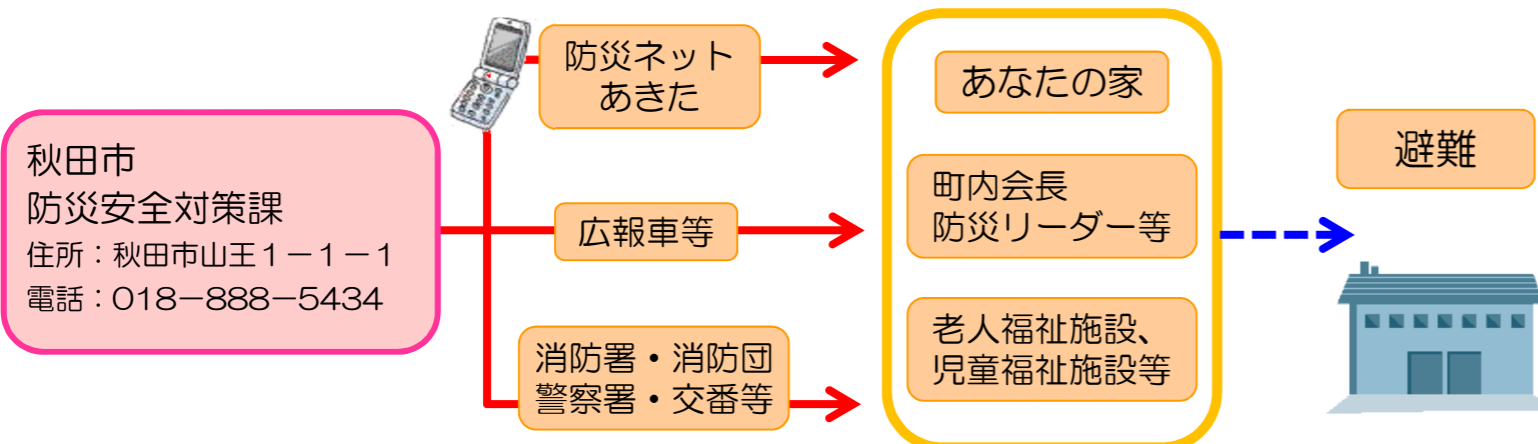 秋田市
防災安全対策課
住所：秋田市山王１－１－１
電話：018－888－5434
防災ネット
あきた
広報車等
消防署・消防団
警察署・交番等
あなたの家
町内会長
防災リーダー等
老人福祉施設、
児童福祉施設等
避難